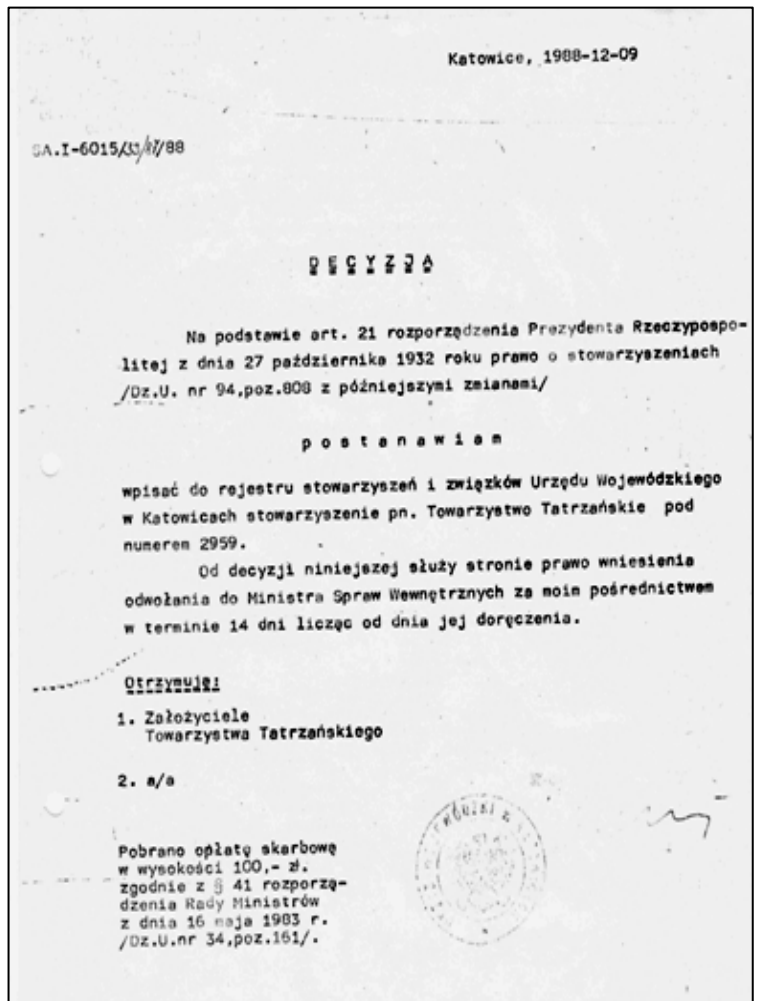 Katowice, 1988-12-09
SA.I-6015/ /88
DECYZJA
Na podstawie art. 21 rozporządzenia Prezydenta Rzeczypospo-
litej z dnia 27 października 1932 roku prawo o stowarzyszeniach
/Dz.U. nr 94,poz.808 z późniejszymi zmianami/
postanawiam
wpisać do rejestru stowarzyszeń i związków Urzędu Wojewódzkiego
w Katowicach stowarzyszenie pn. Towarzystwo Tatrzańskie pod
numerem 2959.
Od decyzji niniejszej służy stronie prawo wniesienia
odwołania do Ministra Spraw Wewnętrznych za moim pośrednictwem
w terminie 14 dni licząc od dnia jej doręczenia.
Otrzymują:
1. Założyciele
Towarzystwa Tatrzańskiego
2. a/a
Pobrano opłatę skarbową
w wysokości 100,- zł.
zgodnie z § 41 rozporzą-
dzenia Rady Ministrów
z dnia 16 maja 1983 r.
/Dz.U.nr 34,poz.161/.